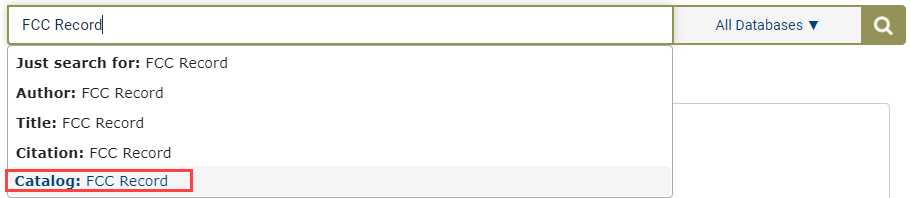 FCC Record All Databases ▼
Just search for: FCC Record
Author: FCC Record
Title: FCC Record
Citation: FCC Record
Catalog: FCC Record